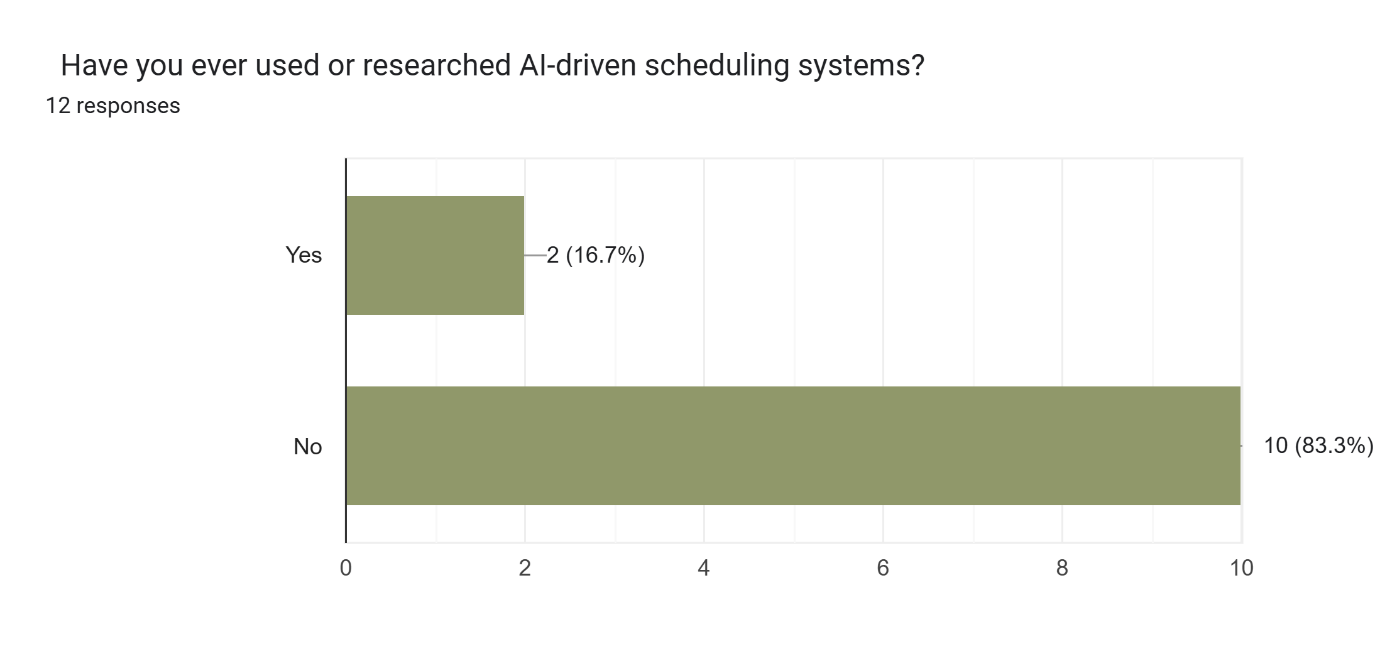 Have you ever used or researched AI-driven scheduling systems?
12 responses
Yes
2 (16.7%)
No
10 (83.3%)
0 2 4 6 8 10